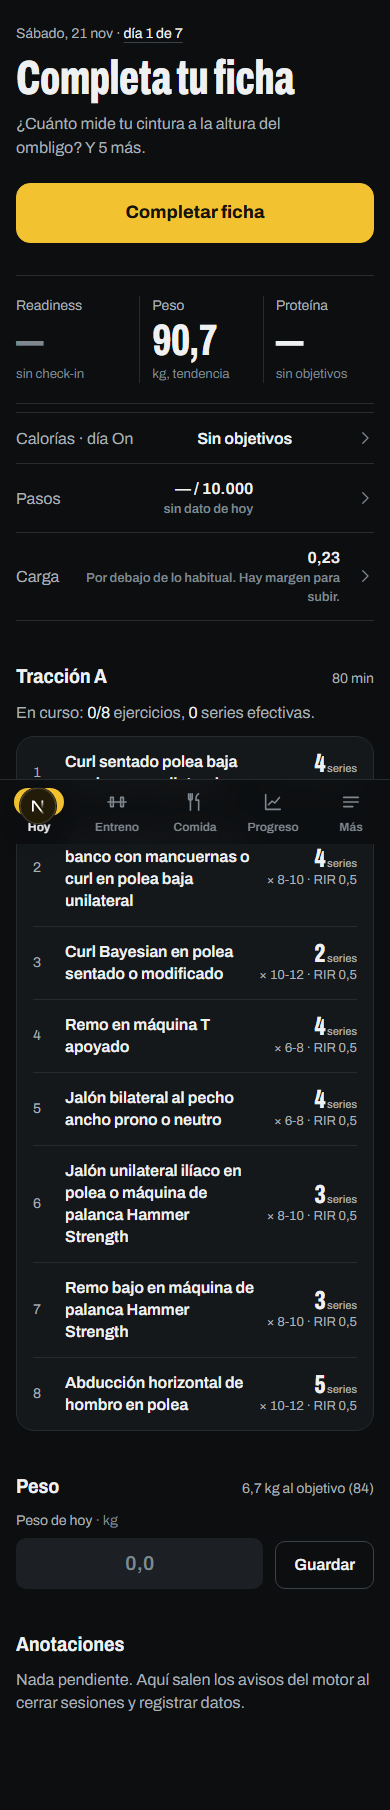 Sábado, 21 nov · día 1 de 7
Completa tu ficha
¿Cuánto mide tu cintura a la altura del
ombligo? Y 5 más.
Completar ficha
Readiness
—
sin check-in
Peso
90,7
kg, tendencia
Proteína
—
sin objetivos
Calorías · día On
Sin objetivos
Pasos
— / 10.000
sin dato de hoy
Carga
0,23
Por debajo de lo habitual. Hay margen para
subir.
Tracción A
80 min
En curso: 0/8 ejercicios, 0 series efectivas.
1
Curl sentado polea baja
4 series
N
Hoy
Entreno
Comida
Progreso
Más
2
banco con mancuernas o
curl en polea baja
unilateral
4 series
× 8-10 · RIR 0,5
3
Curl Bayesian en polea
sentado o modificado
2 series
× 10-12 · RIR 0,5
4
Remo en máquina T
apoyado
4 series
× 6-8 · RIR 0,5
5
Jalón bilateral al pecho
ancho prono o neutro
4 series
× 6-8 · RIR 0,5
6
Jalón unilateral ilíaco en
polea o máquina de
palanca Hammer
Strength
3 series
× 8-10 · RIR 0,5
7
Remo bajo en máquina de
palanca Hammer
Strength
3 series
× 8-10 · RIR 0,5
8
Abducción horizontal de
hombro en polea
5 series
× 10-12 · RIR 0,5
Peso
6,7 kg al objetivo (84)
Peso de hoy · kg
0,0
Guardar
Anotaciones
Nada pendiente. Aquí salen los avisos del motor al
cerrar sesiones y registrar datos.